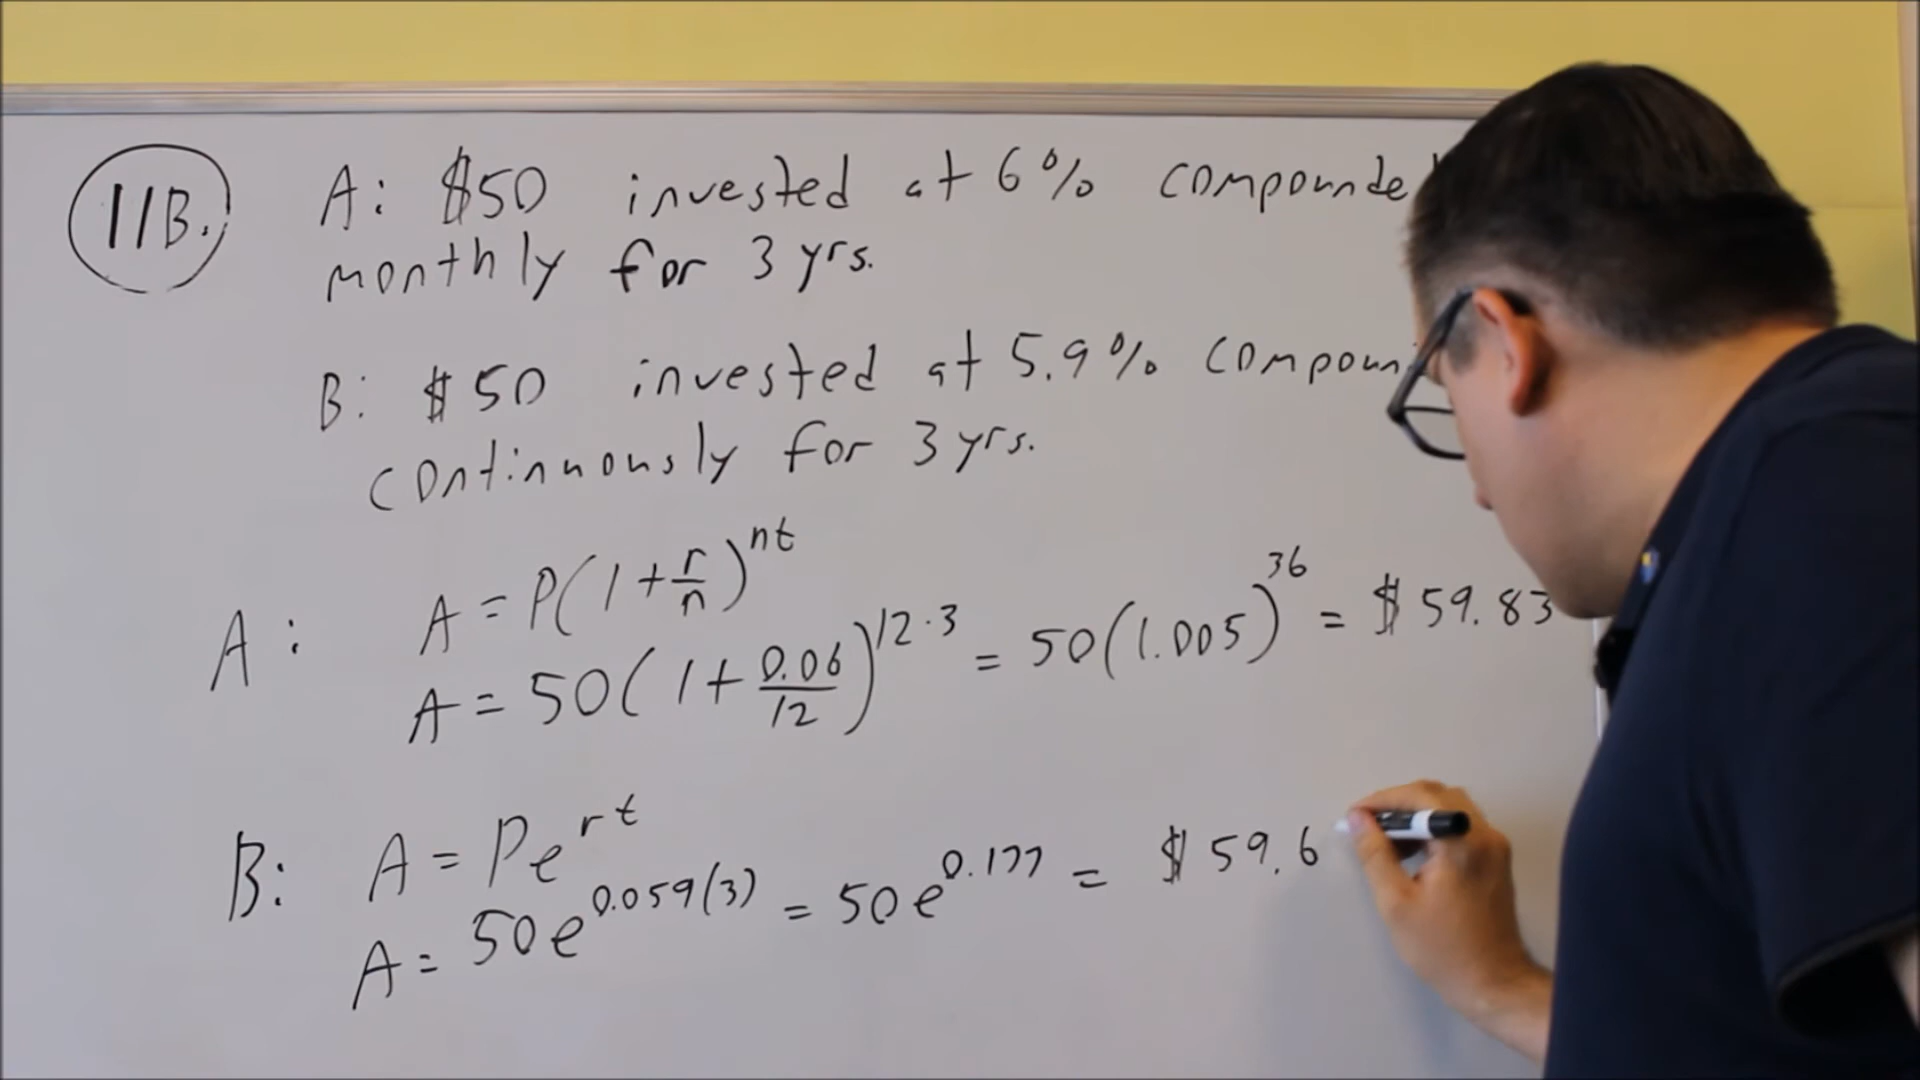 11B.
A: $50 invested at 6% compounde
monthly for 3 yrs.
B: $50 invested at 5.9% compoun
continuously for 3 yrs.
A: A = P(1 + r/n)^nt
A = 50(1 + 0.06/12)^12·3 = 50(1.005)^36 = $59.83
B: A = Pe^rt
A = 50e^0.059(3) = 50e^0.177 = $59.6